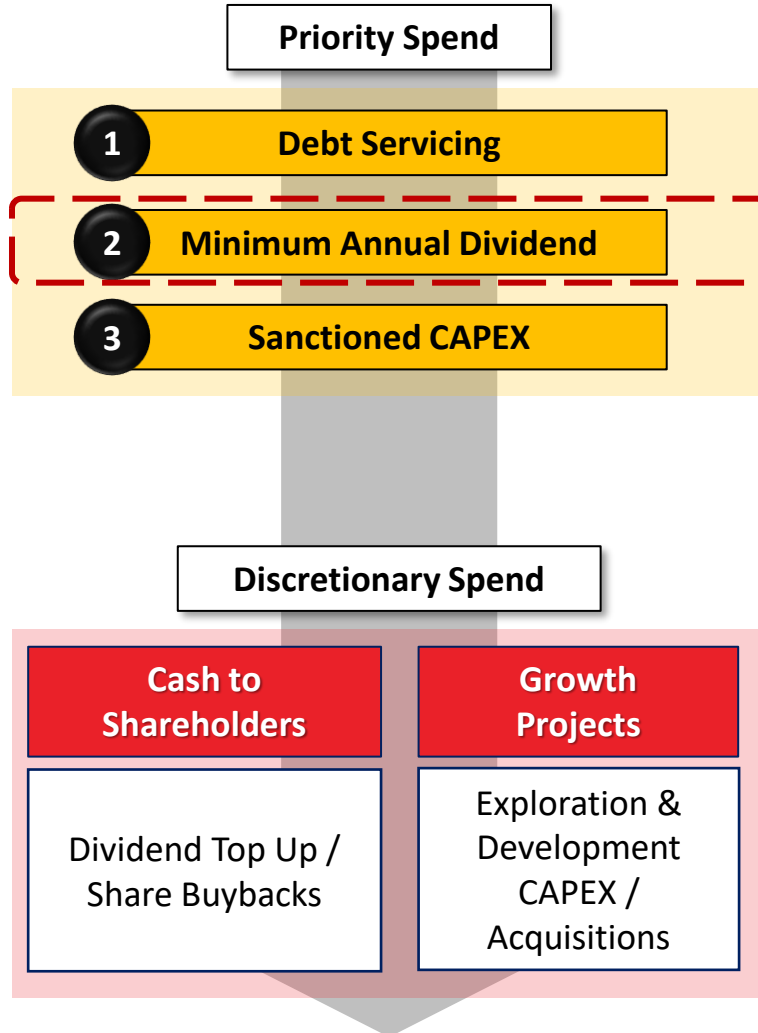 Priority Spend
1
Debt Servicing
2
Minimum Annual Dividend
3
Sanctioned CAPEX
Discretionary Spend
Cash to
Shareholders
Growth
Projects
Dividend Top Up /
Share Buybacks
Exploration &
Development
CAPEX /
Acquisitions